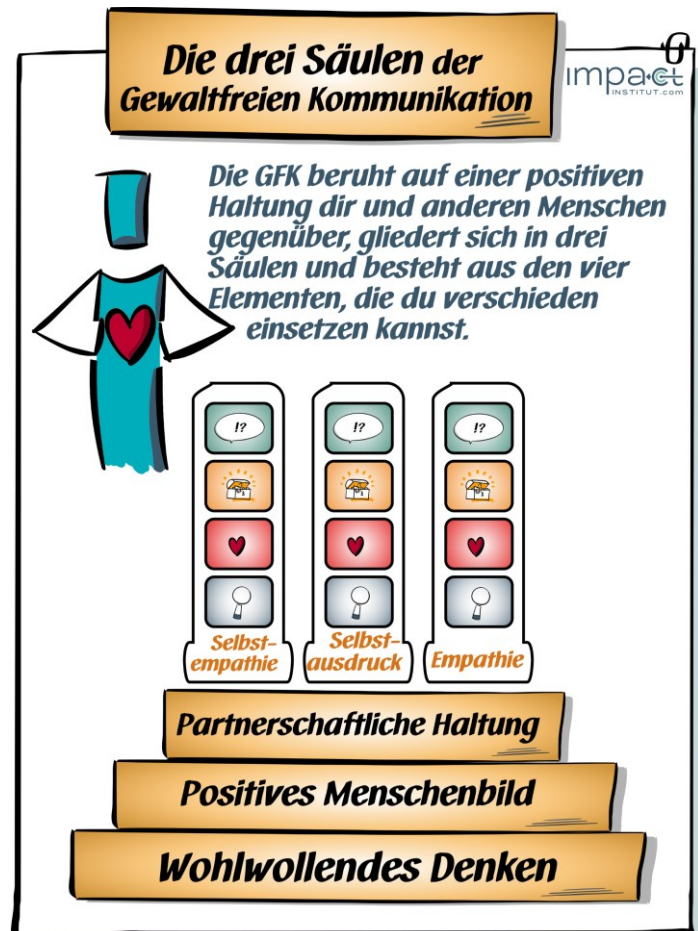 Die drei Säulen der
Gewaltfreien Kommunikation
impact
INSTITUT.com
Die GFK beruht auf einer positiven
Haltung dir und anderen Menschen
gegenüber, gliedert sich in drei
Säulen und besteht aus den vier
Elementen, die du verschieden
einsetzen kannst.
!?
!?
!?
Selbst-
empathie
Selbst-
ausdruck
Empathie
Partnerschaftliche Haltung
Positives Menschenbild
Wohlwollendes Denken